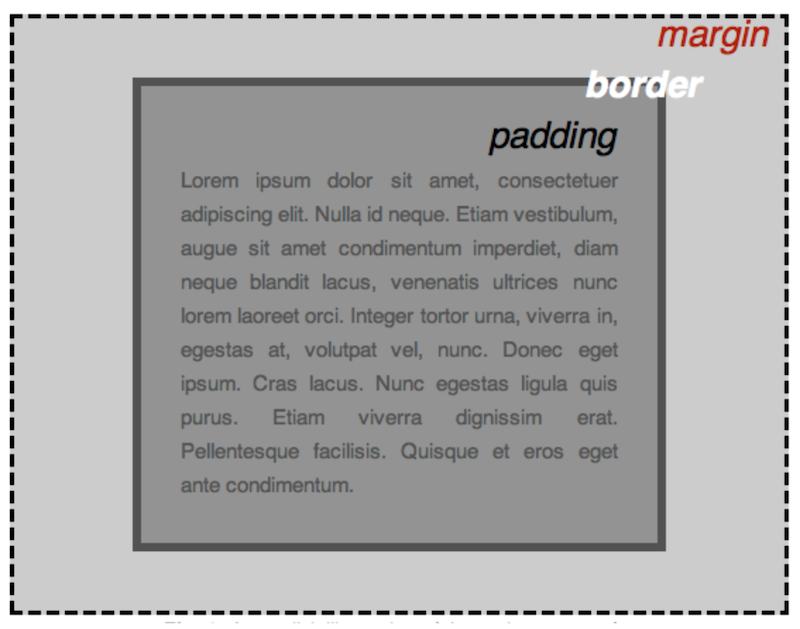 margin
border
padding
Lorem ipsum dolor sit amet, consectetuer
adipiscing elit. Nulla id neque. Etiam vestibulum,
augue sit amet condimentum imperdiet, diam
neque blandit lacus, venenatis ultrices nunc
lorem laoreet orci. Integer tortor urna, viverra in,
egestas at, volutpat vel, nunc. Donec eget
ipsum. Cras lacus. Nunc egestas ligula quis
purus. Etiam viverra dignissim erat.
Pellentesque facilisis. Quisque et eros eget
ante condimentum.